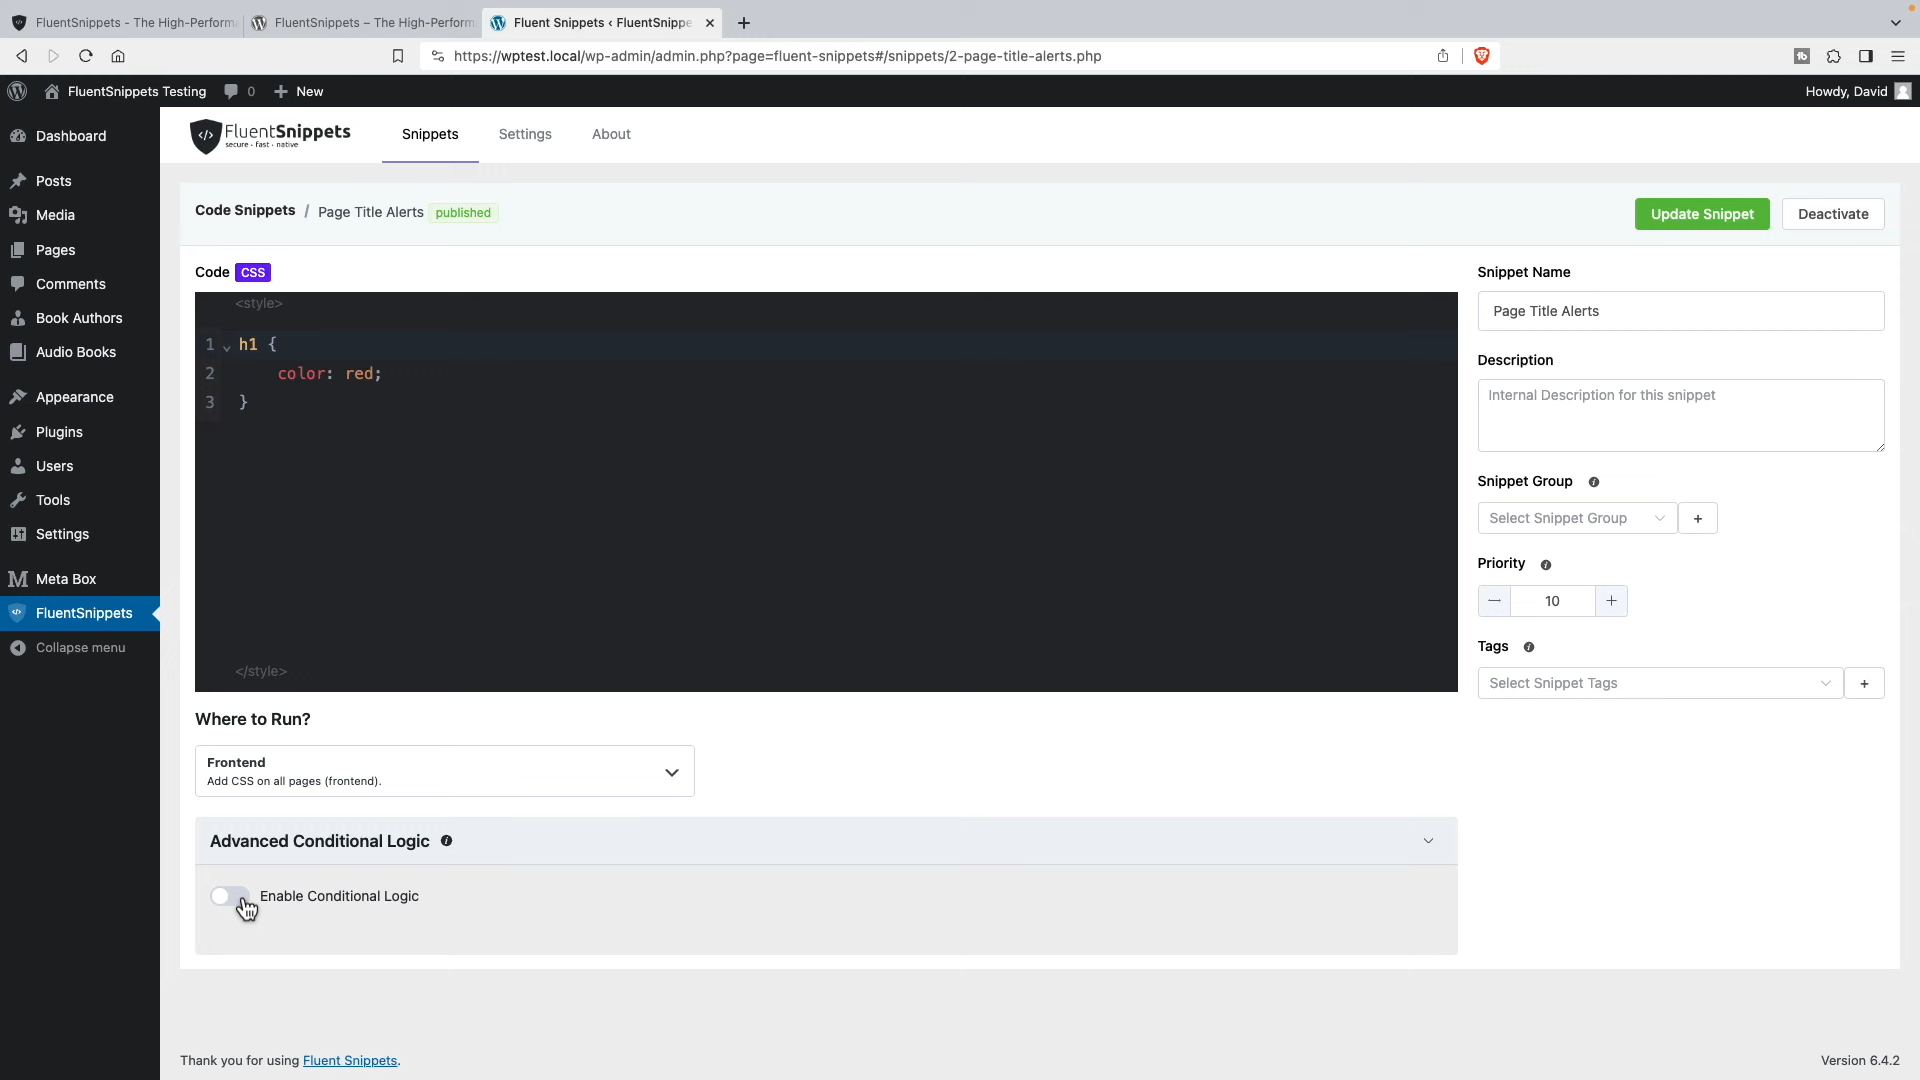 FluentSnippets - The High-Perform
FluentSnippets – The High-Perform
Fluent Snippets ‹ FluentSnippe
https://wptest.local/wp-admin/admin.php?page=fluent-snippets#/snippets/2-page-title-alerts.php
FluentSnippets Testing
0
New
Howdy, David
Dashboard
Posts
Media
Pages
Comments
Book Authors
Audio Books
Appearance
Plugins
Users
Tools
Settings
Meta Box
FluentSnippets
Collapse menu
FluentSnippets
secure - fast - native
Snippets
Settings
About
Code Snippets / Page Title Alerts published
Update Snippet
Deactivate
Code CSS
<style>
1 h1 {
2 color: red;
3 }
</style>
Where to Run?
Frontend
Add CSS on all pages (frontend).
Advanced Conditional Logic
Enable Conditional Logic
Snippet Name
Page Title Alerts
Description
Internal Description for this snippet
Snippet Group
Select Snippet Group
+
Priority
10
+
Tags
Select Snippet Tags
+
Thank you for using Fluent Snippets.
Version 6.4.2